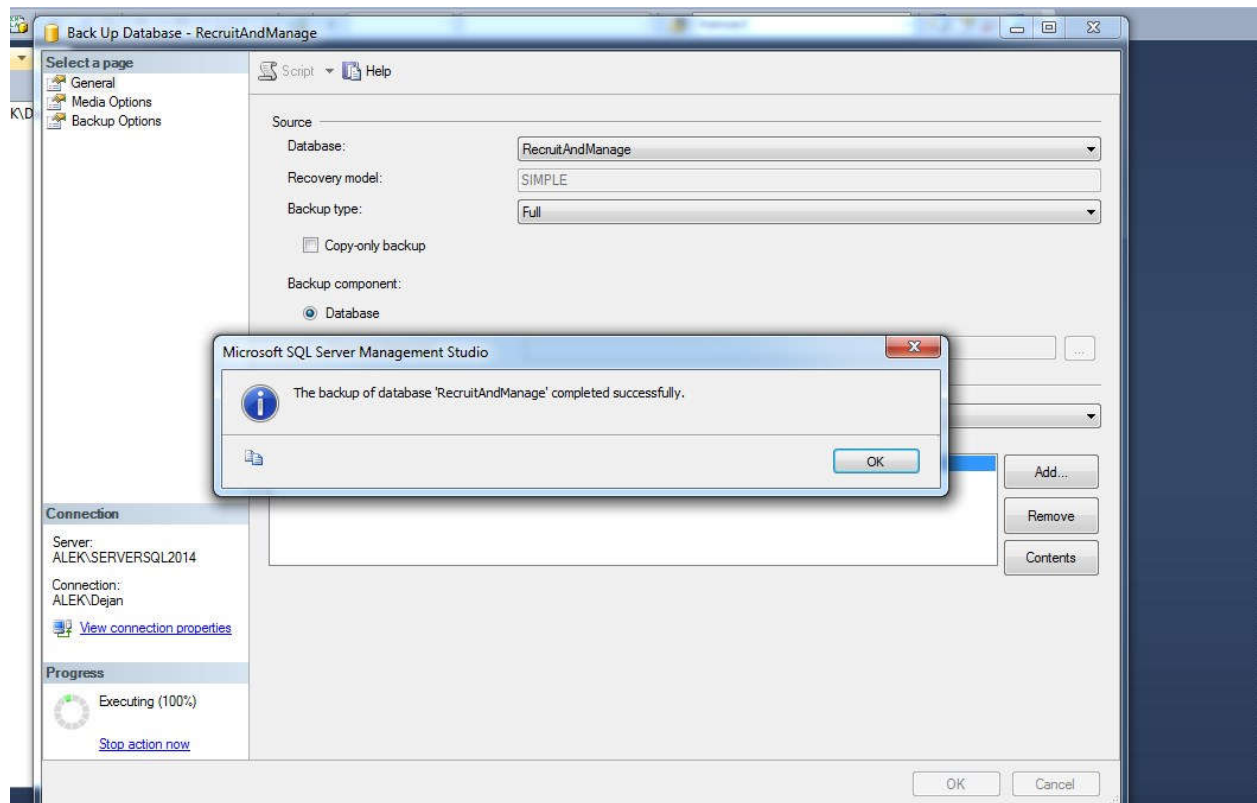 Back Up Database - RecruitAndManage
Select a page
General
Media Options
Backup Options
Script
Help
K\D
Source
Database:
RecruitAndManage
Recovery model:
SIMPLE
Backup type:
Full
Copy-only backup
Backup component:
Database
...
Microsoft SQL Server Management Studio
The backup of database 'RecruitAndManage' completed successfully.
OK
Add...
Remove
Contents
Connection
Server:
ALEK\SERVERSQL2014
Connection:
ALEK\Dejan
View connection properties
Progress
Executing (100%)
Stop action now
OK
Cancel